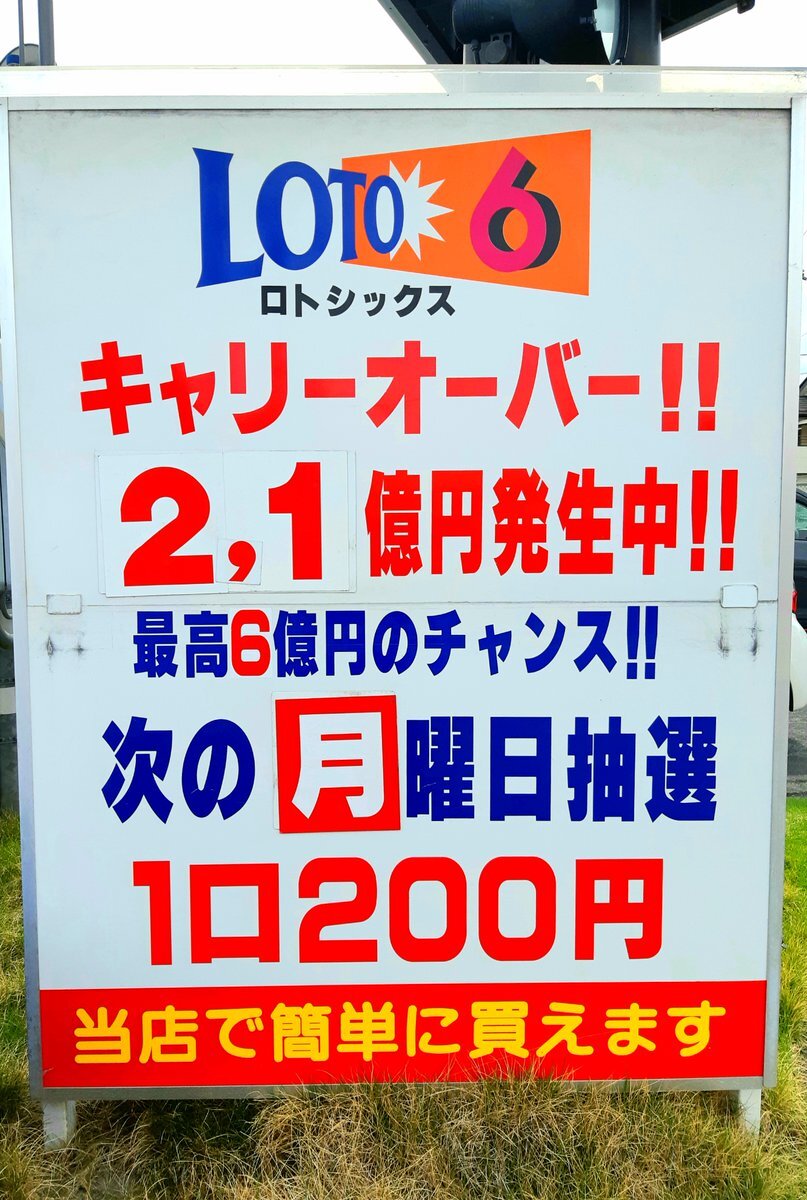 LOTO 6
ロトシックス
キャリーオーバー!!
2,1億円発生中!!
最高6億円のチャンス!!
次の月曜日抽選
1口200円
当店で簡単に買えます